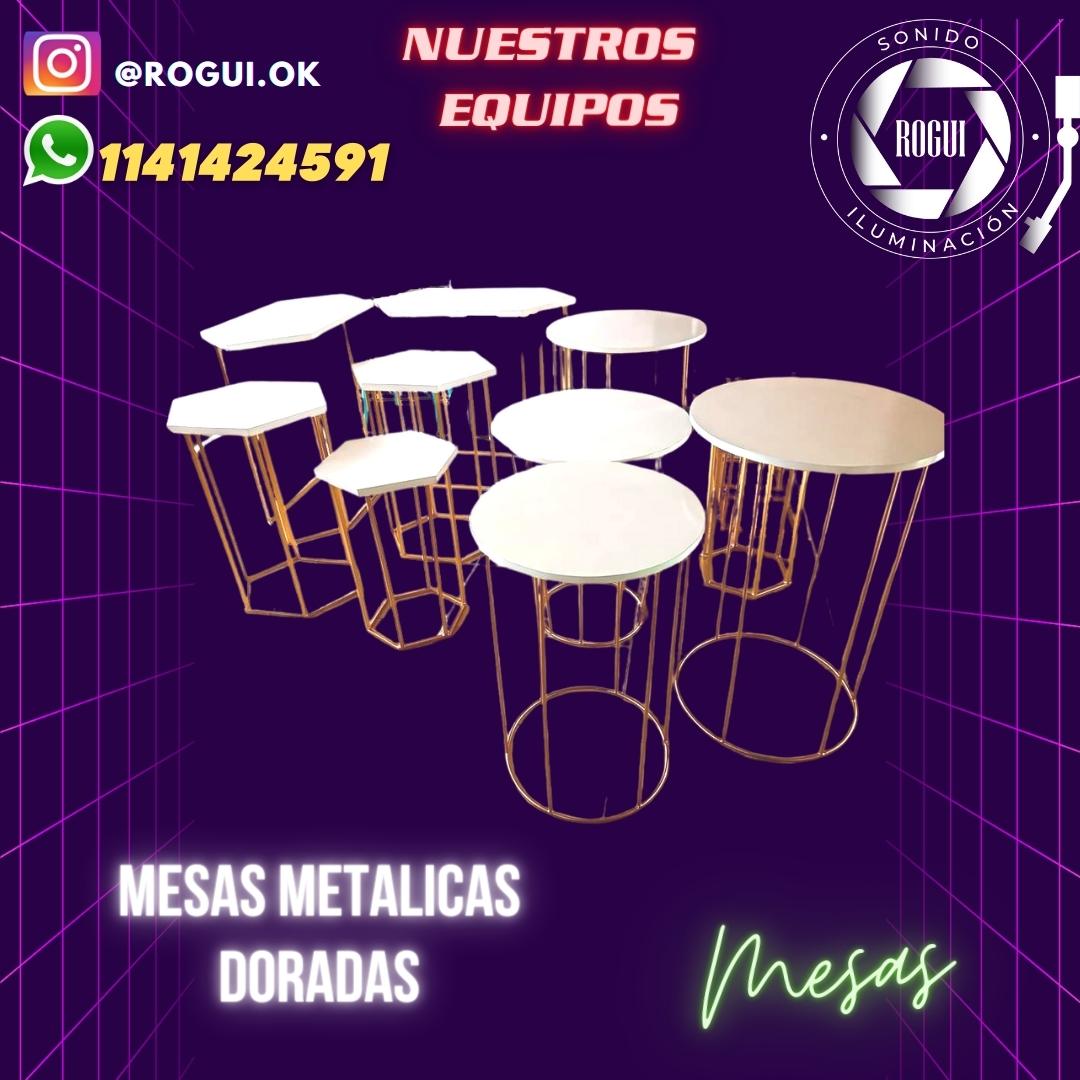 @ROGUI.OK
1141424591
NUESTROS
EQUIPOS
SONIDO
ROGUI
ILUMINACIÓN
MESAS METALICAS
DORADAS
Mesas